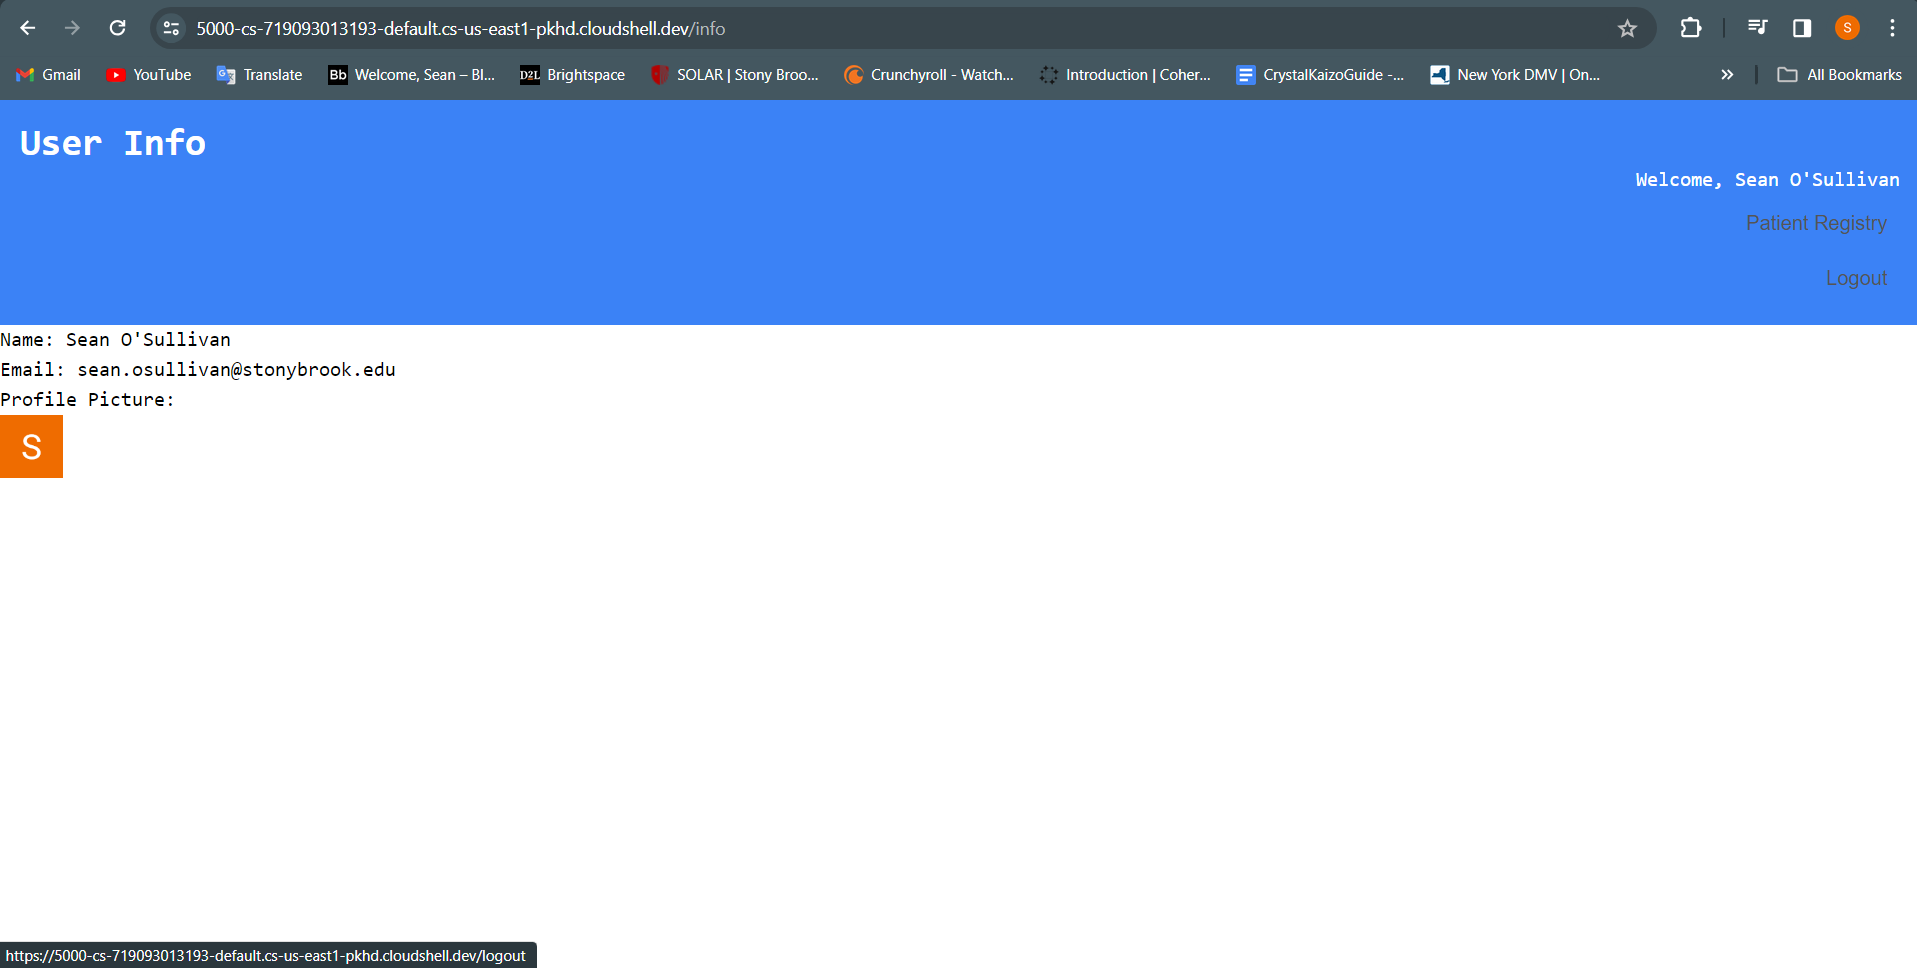 5000-cs-719093013193-default.cs-us-east1-pkhd.cloudshell.dev/info
S
Gmail
YouTube
Translate
Bb
Welcome, Sean – Bl...
D2L
Brightspace
SOLAR | Stony Broo...
Crunchyroll - Watch...
Introduction | Coher...
CrystalKaizoGuide -...
New York DMV | On...
»
All Bookmarks
User Info
Welcome, Sean O'Sullivan
Patient Registry
Logout
Name: Sean O'Sullivan
Email: sean.osullivan@stonybrook.edu
Profile Picture:
S
https://5000-cs-719093013193-default.cs-us-east1-pkhd.cloudshell.dev/logout